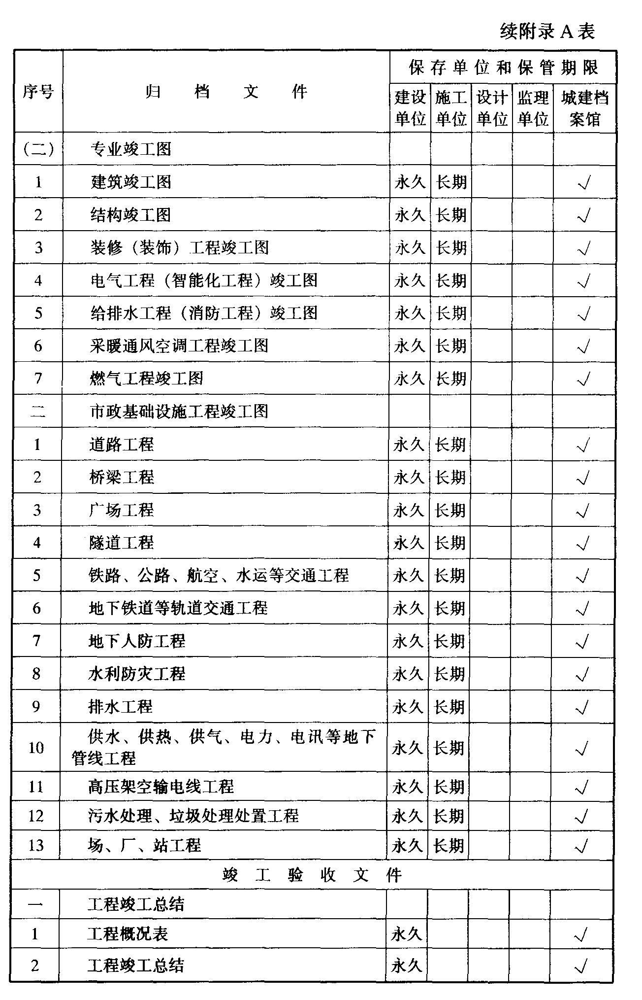 续附录 A 表
序号 归档文件 保存单位和保管期限
建设单位 施工单位 设计单位 监理单位 城建档案馆
(二) 专业竣工图
1 建筑竣工图 永久 长期 √
2 结构竣工图 永久 长期 √
3 装修（装饰）工程竣工图 永久 长期 √
4 电气工程（智能化工程）竣工图 永久 长期 √
5 给排水工程（消防工程）竣工图 永久 长期 √
6 采暖通风空调工程竣工图 永久 长期 √
7 燃气工程竣工图 永久 长期 √
二 市政基础设施工程竣工图
1 道路工程 永久 长期 √
2 桥梁工程 永久 长期 √
3 广场工程 永久 长期 √
4 隧道工程 永久 长期 √
5 铁路、公路、航空、水运等交通工程 永久 长期 √
6 地下铁道等轨道交通工程 永久 长期 √
7 地下人防工程 永久 长期 √
8 水利防灾工程 永久 长期 √
9 排水工程 永久 长期 √
10 供水、供热、供气、电力、电讯等地下
管线工程 永久 长期 √
11 高压架空输电线工程 永久 长期 √
12 污水处理、垃圾处理处置工程 永久 长期 √
13 场、厂、站工程 永久 长期 √
竣工验收文件
一 工程竣工总结
1 工程概况表 永久 √
2 工程竣工总结 永久 √